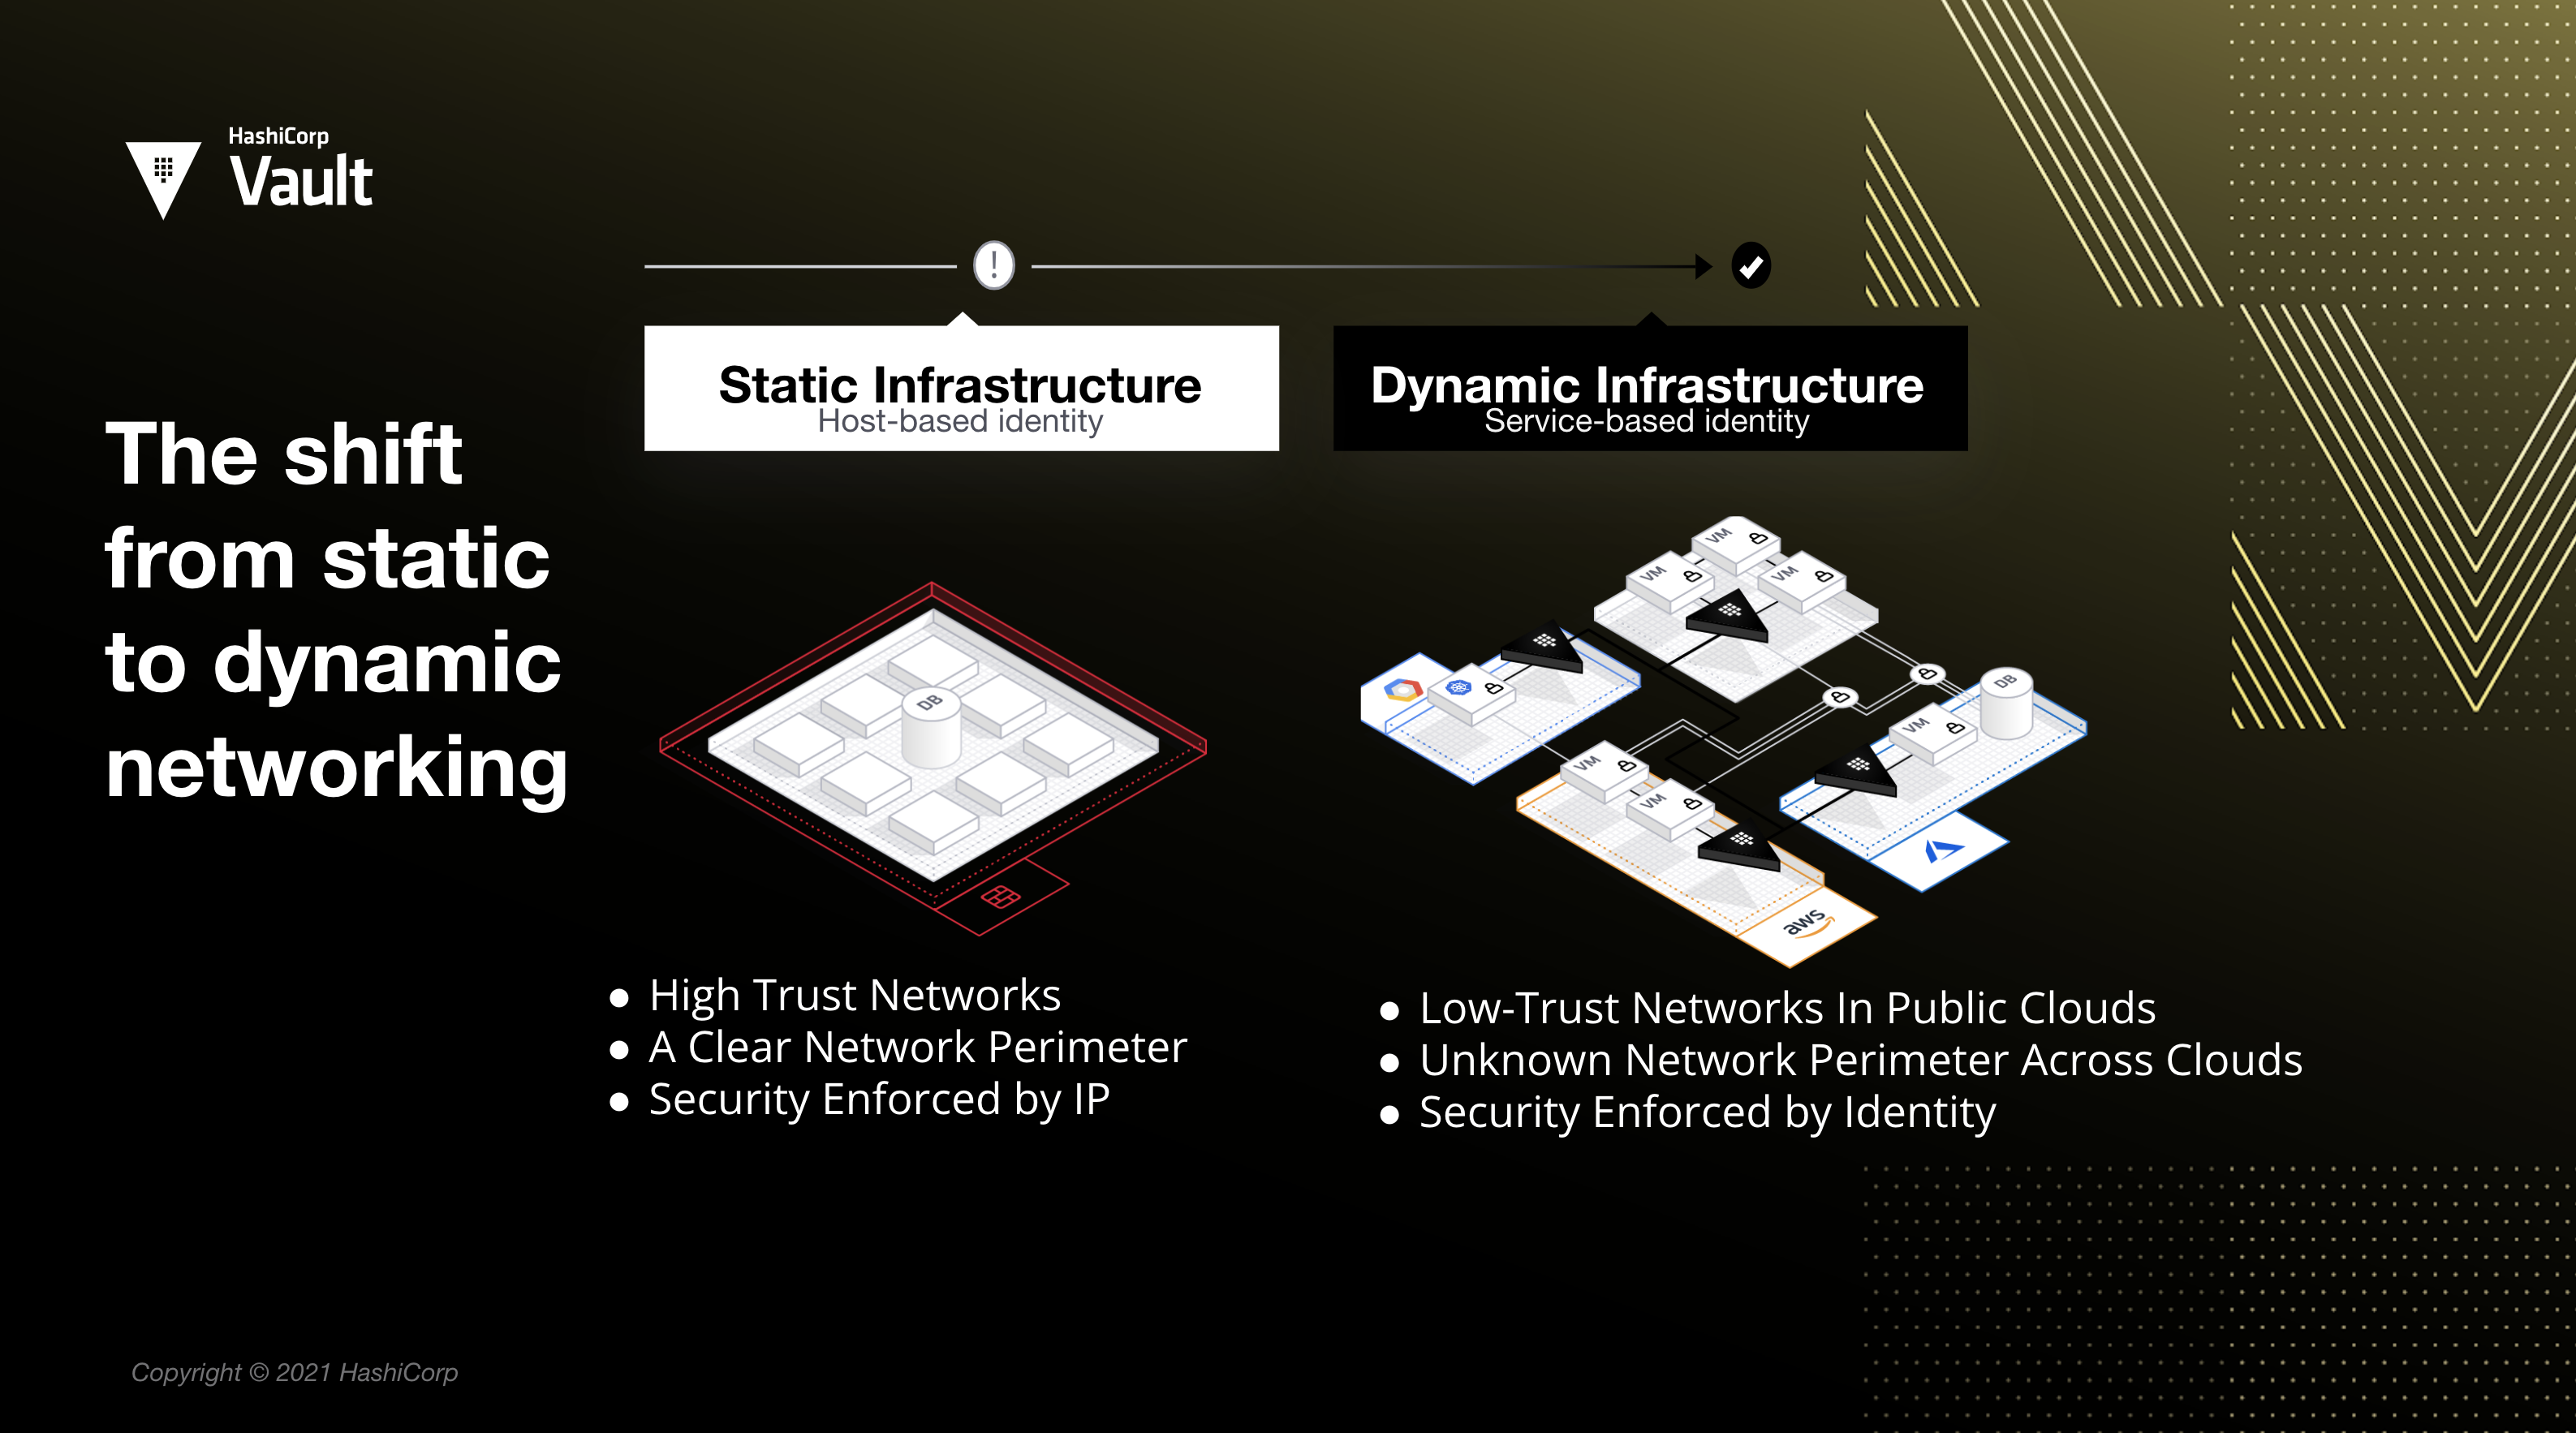 HashiCorp
Vault
The shift
from static
to dynamic
networking
!
Static Infrastructure
Host-based identity
DB
● High Trust Networks
● A Clear Network Perimeter
● Security Enforced by IP
Dynamic Infrastructure
Service-based identity
VM
VM
VM
DB
VM
VM
VM
aws
● Low-Trust Networks In Public Clouds
● Unknown Network Perimeter Across Clouds
● Security Enforced by Identity
Copyright © 2021 HashiCorp